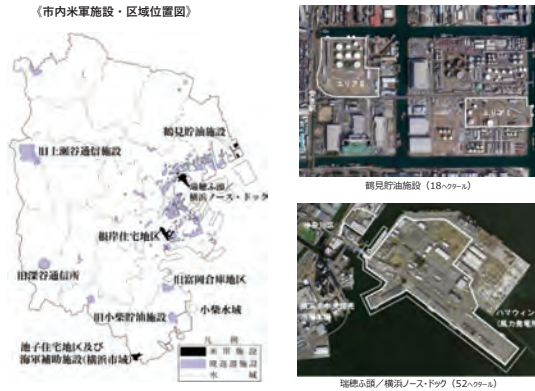 《市内米軍施設・区域位置図》
鶴見貯油施設
旧上瀬谷通信施設
瑞穂ふ頭／
横浜ノース・ドック
根岸住宅地区
旧深谷通信所
旧富岡倉庫地区
小柴水域
旧小柴貯油施設
池子住宅地区及び
海軍補助施設(横浜市域)
凡 例
米軍施設
返還施設
水 域
エリア2
鶴見貯油施設（18ヘクタール）
ハマウィング
(風力発電所)
瑞穂ふ頭／横浜ノース・ドック（52ヘクタール）